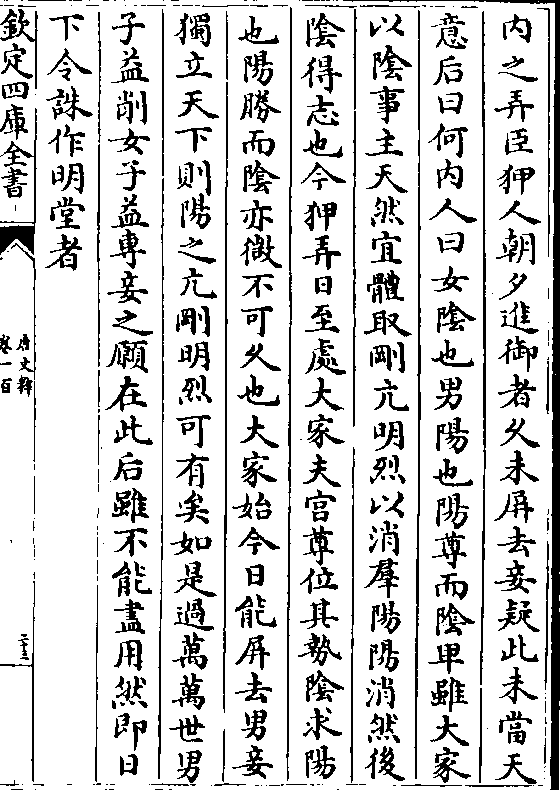 内之弄臣狎人朝夕進御者乆未屏去妾疑此未當天
意后曰何内人曰女陰也男陽也陽尊而陰卑雖大家
以陰事主天然宜體取剛亢明烈以消羣陽陽消然後
陰得志也今狎弄日至處大家夫宫尊位其勢陰求陽
也陽勝而陰亦微不可乆也大家始今日能屏去男妾
獨立天下則陽之亢剛明烈可有矣如是過萬萬世男
子益削女子益專妾之願在此后雖不能盡用然即日
下令誅作明堂者
欽定四庫全書
唐文粹
卷一百
二十三